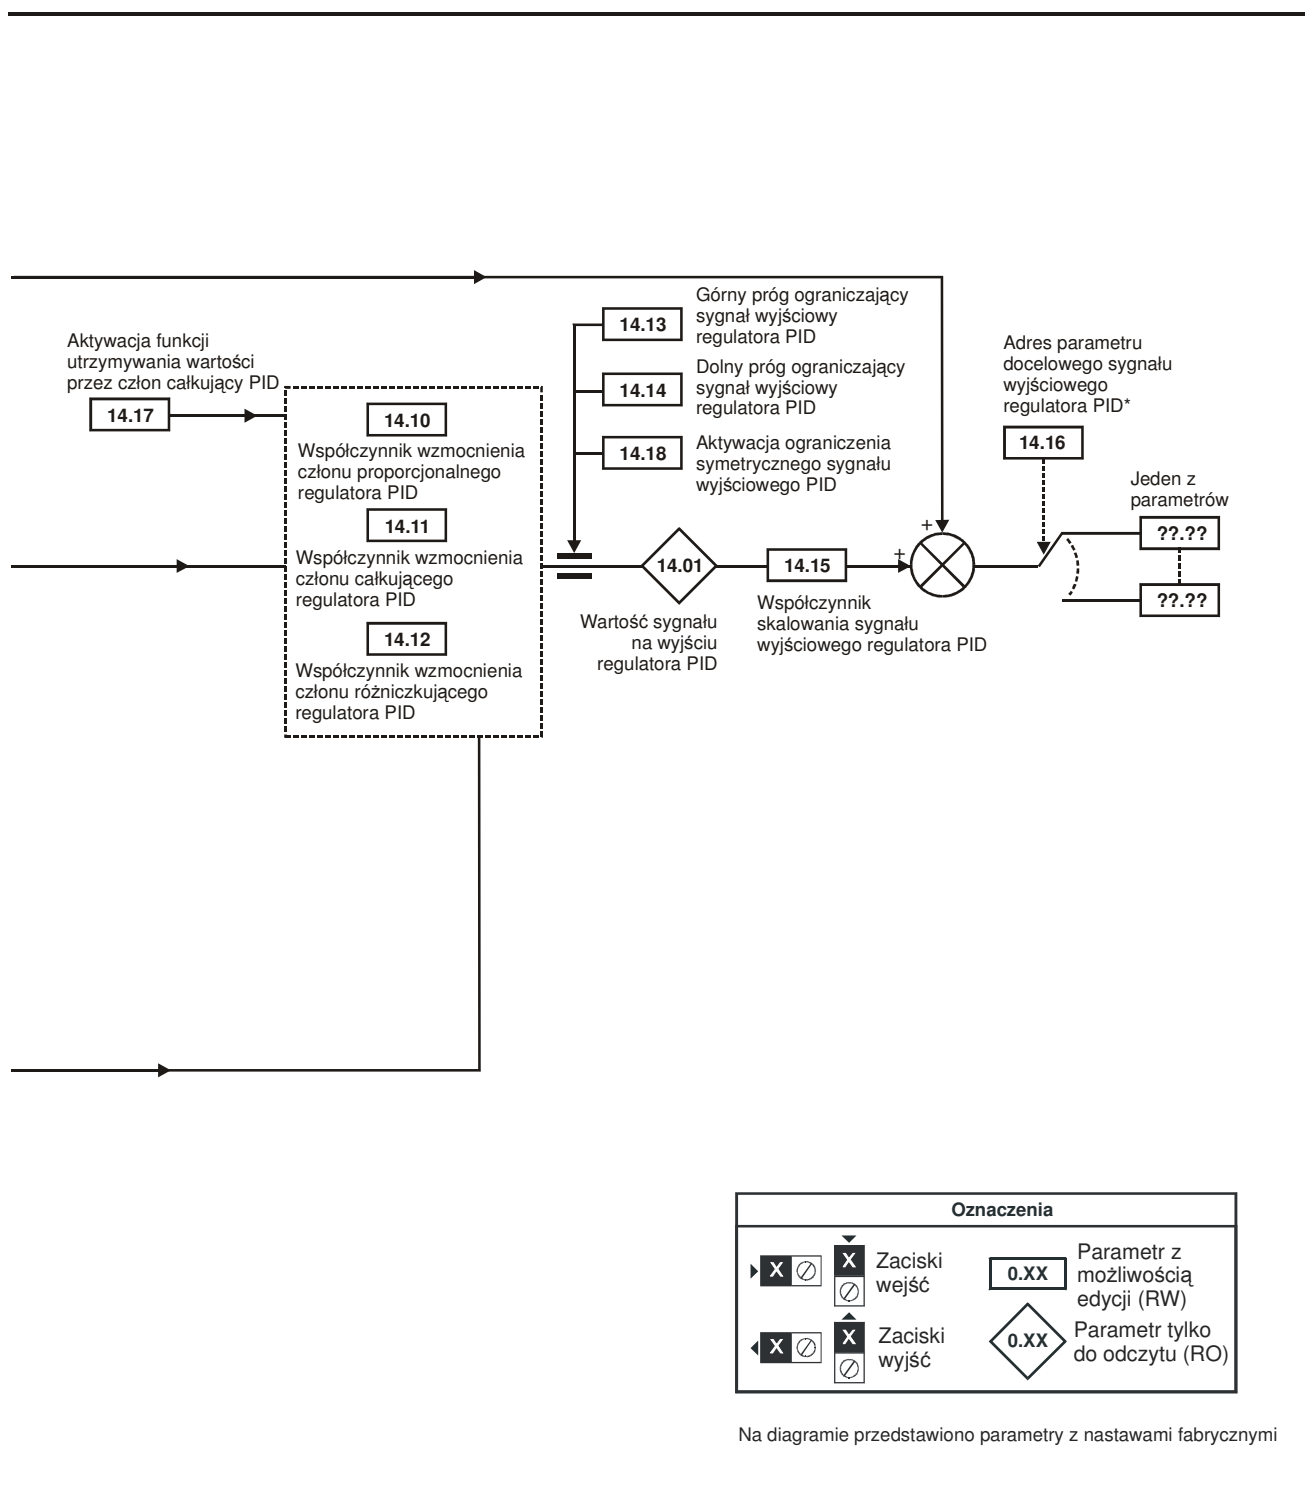 Aktywacja funkcji
utrzymywania wartości
przez człon całkujący PID
14.17
14.10
Współczynnik wzmocnienia
członu proporcjonalnego
regulatora PID
14.11
Współczynnik wzmocnienia
członu całkującego
regulatora PID
14.12
Współczynnik wzmocnienia
członu różniczkującego
regulatora PID
14.13
Górny próg ograniczający
sygnał wyjściowy
regulatora PID
14.14
Dolny próg ograniczający
sygnał wyjściowy
regulatora PID
14.18
Aktywacja ograniczenia
symetrycznego sygnału
wyjściowego PID
14.01
Wartość sygnału
na wyjściu
regulatora PID
14.15
Współczynnik
skalowania sygnału
wyjściowego regulatora PID
+
+
Adres parametru
docelowego sygnału
wyjściowego
regulatora PID*
14.16
Jeden z
parametrów
??.??
??.??
Oznaczenia
X
X
Zaciski
wejść
0.XX
Parametr z
możliwością
edycji (RW)
X
X
Zaciski
wyjść
0.XX
Parametr tylko
do odczytu (RO)
Na diagramie przedstawiono parametry z nastawami fabrycznymi